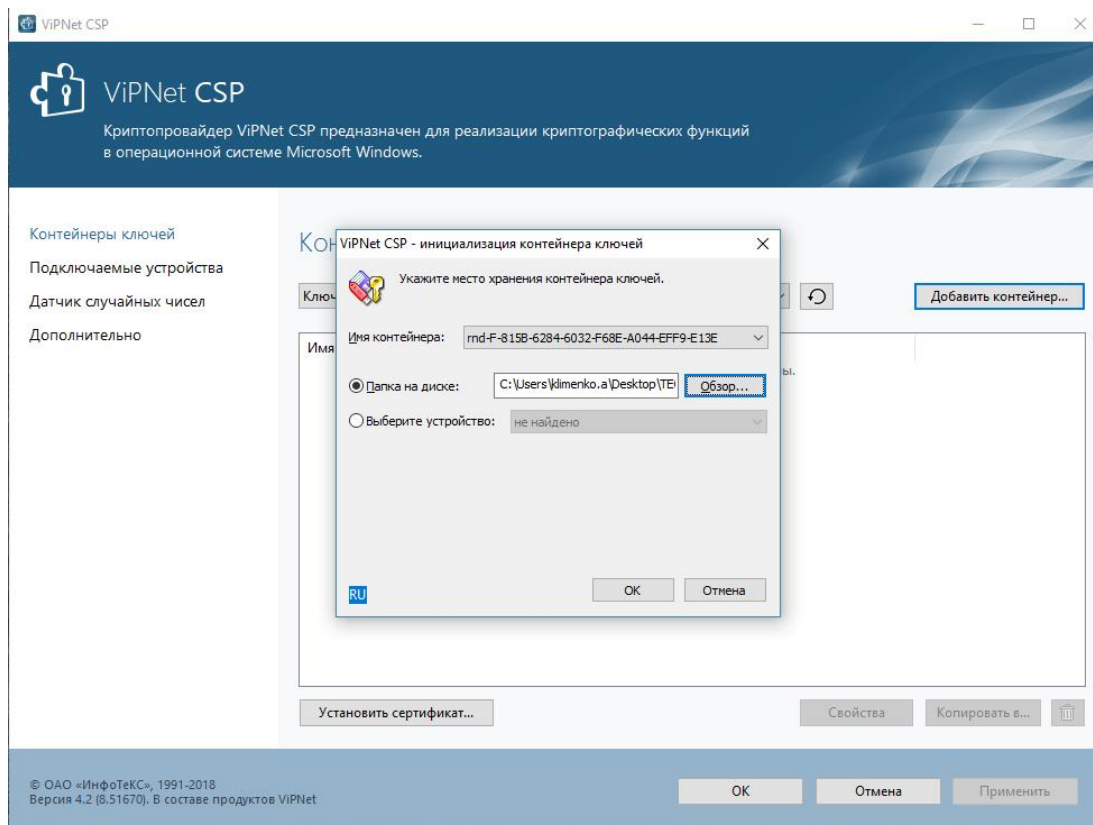 ViPNet CSP
ViPNet CSP
Криптопровайдер ViPNet CSP предназначен для реализации криптографических функций
в операционной системе Microsoft Windows.
Контейнеры ключей
Подключаемые устройства
Датчик случайных чисел
Дополнительно
ViPNet CSP - инициализация контейнера ключей
Укажите место хранения контейнера ключей.
Имя контейнера: rnd-F-815B-6284-6032-F68E-A044-EFF9-E13E
Папка на диске: C:\Users\klimenko.a\Desktop\ Обзор...
Выберите устройство: не найдено
RU
OK Отмена
Добавить контейнер...
Имя
Установить сертификат... Свойства Копировать в...
© ОАО «ИнфоТеКС», 1991-2018
Версия 4.2 (8.51670). В составе продуктов ViPNet
OK Отмена Применить